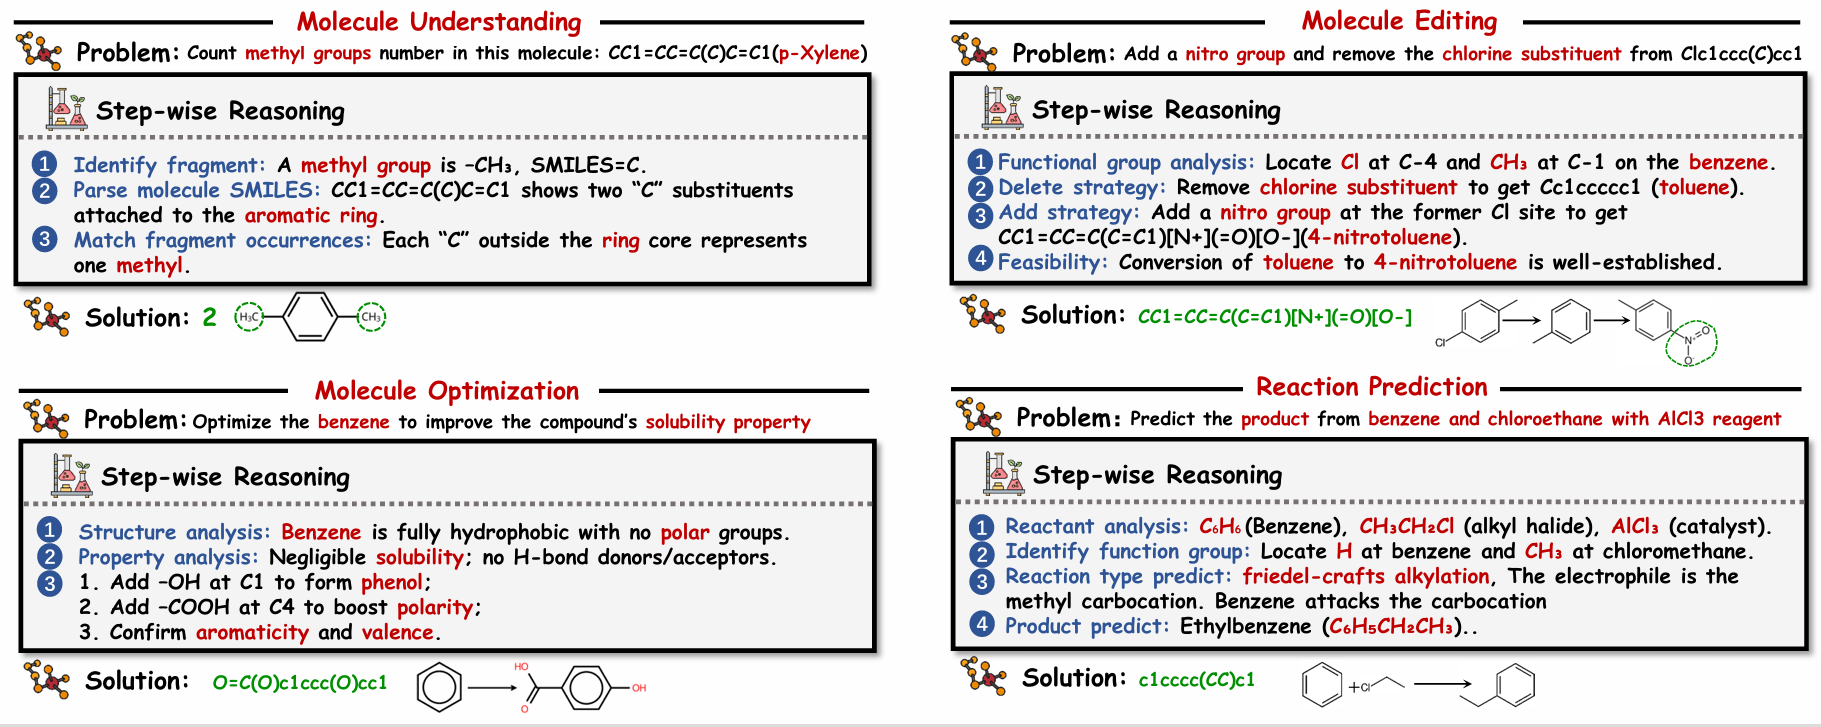 Molecule Understanding
Problem: Count methyl groups number in this molecule: CC1=CC=C(C)C=C1(p-Xylene)
Step-wise Reasoning
1 Identify fragment: A methyl group is –CH₃, SMILES=C.
2 Parse molecule SMILES: CC1=CC=C(C)C=C1 shows two “C” substituents
attached to the aromatic ring.
3 Match fragment occurrences: Each “C” outside the ring core represents
one methyl.
Solution: 2 H₃C CH₃
Molecule Editing
Problem: Add a nitro group and remove the chlorine substituent from Clc1ccc(C)cc1
Step-wise Reasoning
1 Functional group analysis: Locate Cl at C-4 and CH₃ at C-1 on the benzene.
2 Delete strategy: Remove chlorine substituent to get Cc1ccccc1 (toluene).
3 Add strategy: Add a nitro group at the former Cl site to get
CC1=CC=C(C=C1)[N+](=O)[O-](4-nitrotoluene).
4 Feasibility: Conversion of toluene to 4-nitrotoluene is well-established.
Solution: CC1=CC=C(C=C1)[N+](=O)[O-] Cl N⁺ O O⁻
Molecule Optimization
Problem: Optimize the benzene to improve the compound’s solubility property
Step-wise Reasoning
1 Structure analysis: Benzene is fully hydrophobic with no polar groups.
2 Property analysis: Negligible solubility; no H-bond donors/acceptors.
3 1. Add –OH at C1 to form phenol;
2. Add –COOH at C4 to boost polarity;
3. Confirm aromaticity and valence.
Solution: O=C(O)c1ccc(O)cc1 HO O OH
Reaction Prediction
Problem: Predict the product from benzene and chloroethane with AlCl3 reagent
Step-wise Reasoning
1 Reactant analysis: C₆H₆ (Benzene), CH₃CH₂Cl (alkyl halide), AlCl₃ (catalyst).
2 Identify function group: Locate H at benzene and CH₃ at chloromethane.
3 Reaction type predict: friedel-crafts alkylation, The electrophile is the
methyl carbocation. Benzene attacks the carbocation
4 Product predict: Ethylbenzene (C₆H₅CH₂CH₃)..
Solution: c1cccc(CC)c1 + Cl